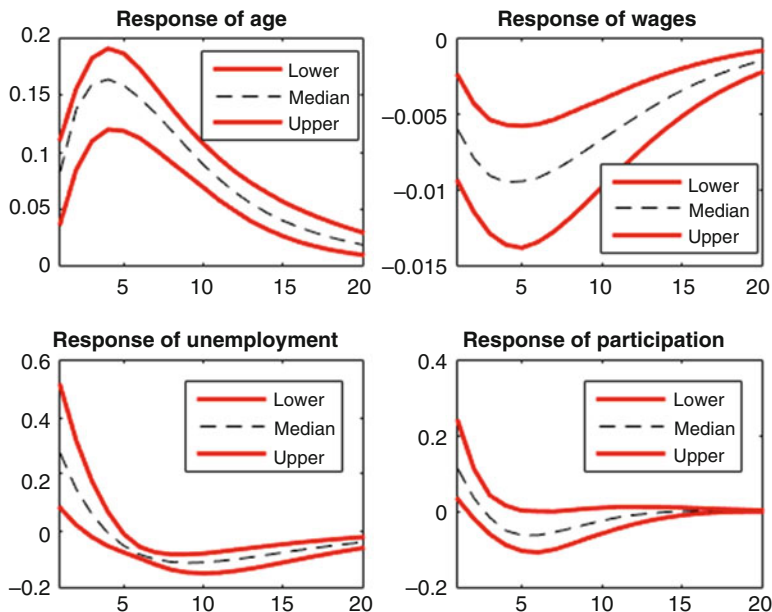 Response of age
0.2
0.15
0.1
0.05
0
Lower
Median
Upper
5 10 15 20
Response of wages
0
−0.005
−0.01
−0.015
Lower
Median
Upper
5 10 15 20
Response of unemployment
0.6
0.4
0.2
0
−0.2
Lower
Median
Upper
5 10 15 20
Response of participation
0.4
0.2
0
−0.2
Lower
Median
Upper
5 10 15 20